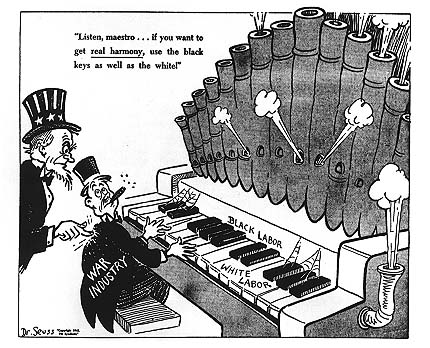 "Listen, maestro . . . if you want to
get real harmony, use the black
keys as well as the white!"
BLACK LABOR
WHITE LABOR
WAR INDUSTRY
Dr. Seuss